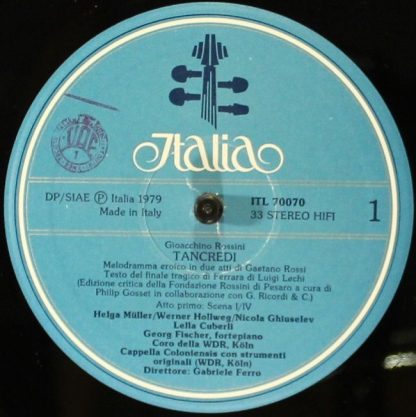 Italia
DP/SIAE Ⓟ Italia 1979
Made in Italy
ITL 70070
33 STEREO HIFI
1
Gioacchino Rossini
TANCREDI
Melodramma eroico in due atti di Gaetano Rossi
Testo del finale tragico di Ferrara di Luigi Lechi
(Edizione critica della Fondazione Rossini di Pesaro a cura di
Philip Gosset in collaborazione con G. Ricordi & C.)
Atto primo: Scena I/IV
Helga Müller/Werner Hollweg/Nicola Ghiuselev
Lella Cuberli
Georg Fischer, fortepiano
Coro della WDR, Köln
Cappella Coloniensis con strumenti
originali (WDR, Köln)
Direttore: Gabriele Ferro